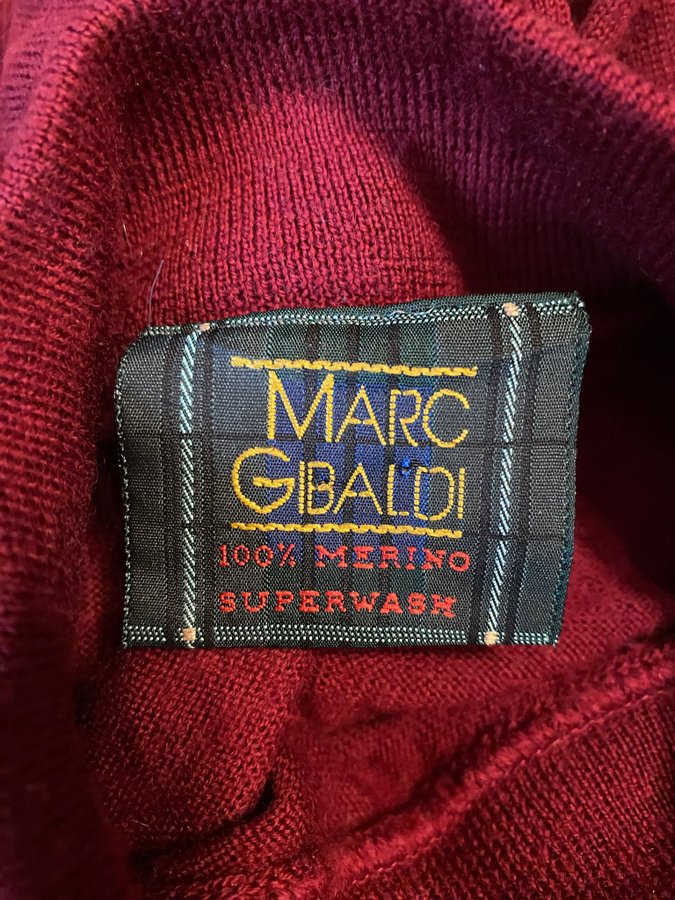 MARC
GIBALDI
100% MERINO
SUPERWASH